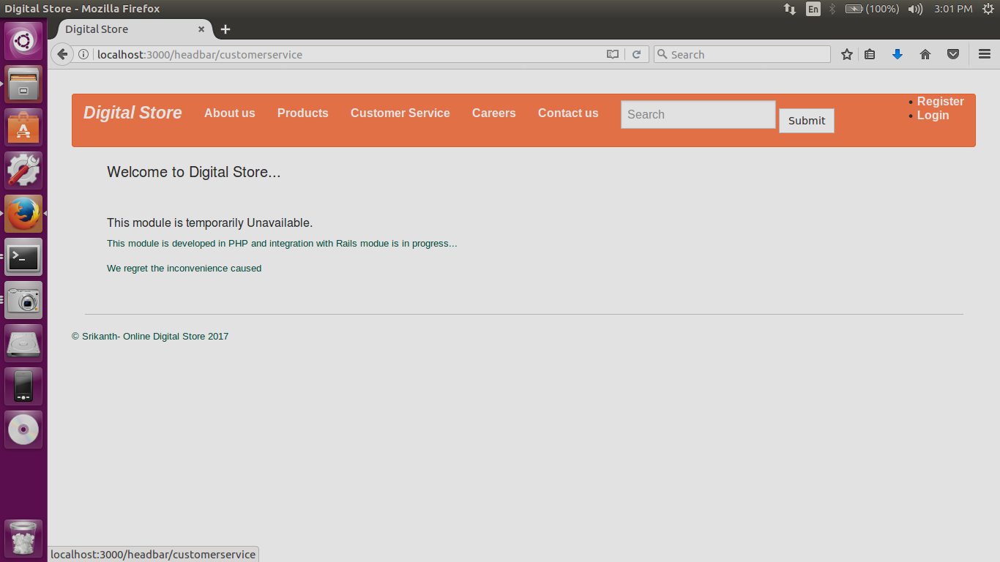 Digital Store - Mozilla Firefox
En
(100%)
3:01 PM
Digital Store
localhost:3000/headbar/customerservice
Search
Digital Store
About us
Products
Customer Service
Careers
Contact us
Search
Submit
Register
Login
Welcome to Digital Store...
This module is temporarily Unavailable.
This module is developed in PHP and integration with Rails modue is in progress...
We regret the inconvenience caused
© Srikanth- Online Digital Store 2017
localhost:3000/headbar/customerservice